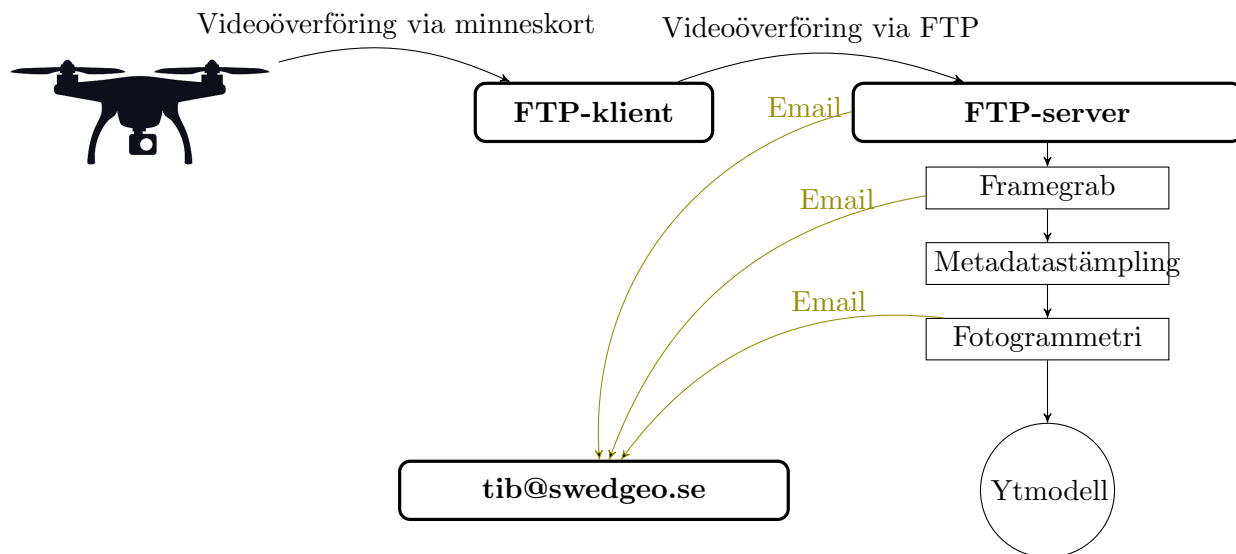 Videoöverföring via minneskort
Videoöverföring via FTP
FTP-klient
FTP-server
Email
Framegrab
Email
Metadatastämpling
Email
Fotogrammetri
tib@swedgeo.se
Ytmodell